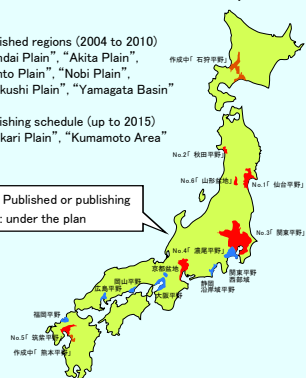 ished regions (2004 to 2010)
ndai Plain”, “Akita Plain”,
nto Plain”, “Nobi Plain”,
kushi Plain”, “Yamagata Basin”
ishing schedule (up to 2015)
kari Plain”, “Kumamoto Area”
Published or publishing
: under the plan
作成中「石狩平野」
No.2「秋田平野」
No.6「山形盆地」
No.1「仙台平野」
No.3「関東平野」
No.4「濃尾平野」
関東平野
西部域
京都盆地
静岡
沿岸域平野
岡山平野
広島平野
大阪平野
福岡平野
No.5「筑紫平野」
作成中「熊本平野」